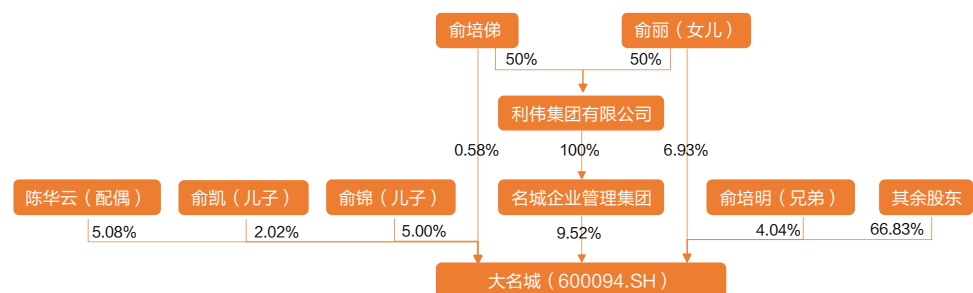 俞培俤
俞丽（女儿）
50%
50%
利伟集团有限公司
0.58%
100%
6.93%
陈华云（配偶）
俞凯（儿子）
俞锦（儿子）
名城企业管理集团
俞培明（兄弟）
其余股东
5.08%
2.02%
5.00%
9.52%
4.04%
66.83%
大名城（600094.SH）